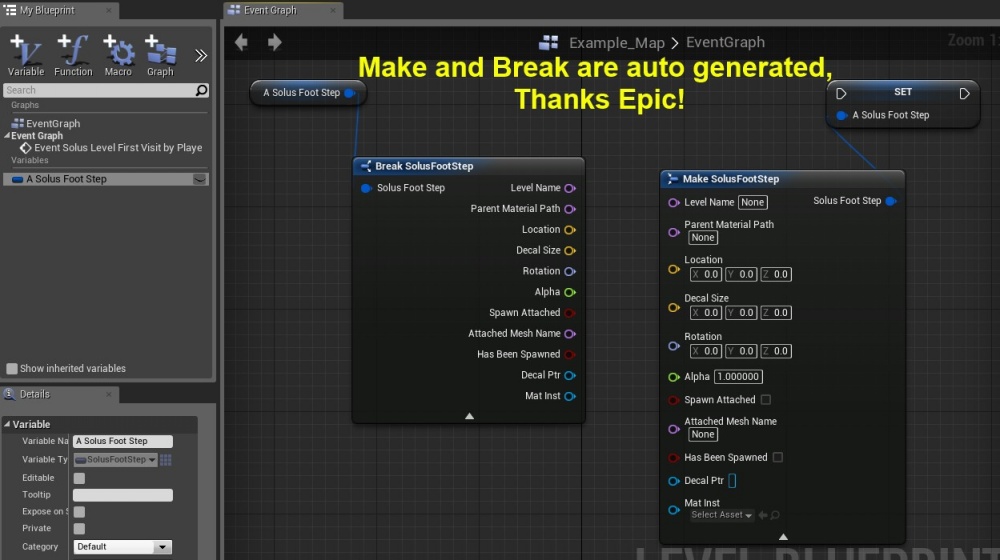 My Blueprint
Variable
Function
Macro
Graph
Search
Graphs
EventGraph
Event Graph
Event Solus Level First Visit by Playe
Variables
A Solus Foot Step
Show inherited variables
Details
Variable
Variable Na
A Solus Foot Step
Variable Ty
SolusFootStep
Editable
Tooltip
Expose on S
Private
Category
Default
Event Graph
Example_Map > EventGraph
Zoom 1:
Make and Break are auto generated,
Thanks Epic!
A Solus Foot Step
SET
A Solus Foot Step
Break SolusFootStep
Solus Foot Step
Level Name
Parent Material Path
Location
Decal Size
Rotation
Alpha
Spawn Attached
Attached Mesh Name
Has Been Spawned
Decal Ptr
Mat Inst
Make SolusFootStep
Level Name None
Solus Foot Step
Parent Material Path
None
Location
X 0.0 Y 0.0 Z 0.0
Decal Size
X 0.0 Y 0.0 Z 0.0
Rotation
X 0.0 Y 0.0 Z 0.0
Alpha 1.000000
Spawn Attached
Attached Mesh Name
None
Has Been Spawned
Decal Ptr
Mat Inst
Select Asset
LEVEL BLUEPRINT